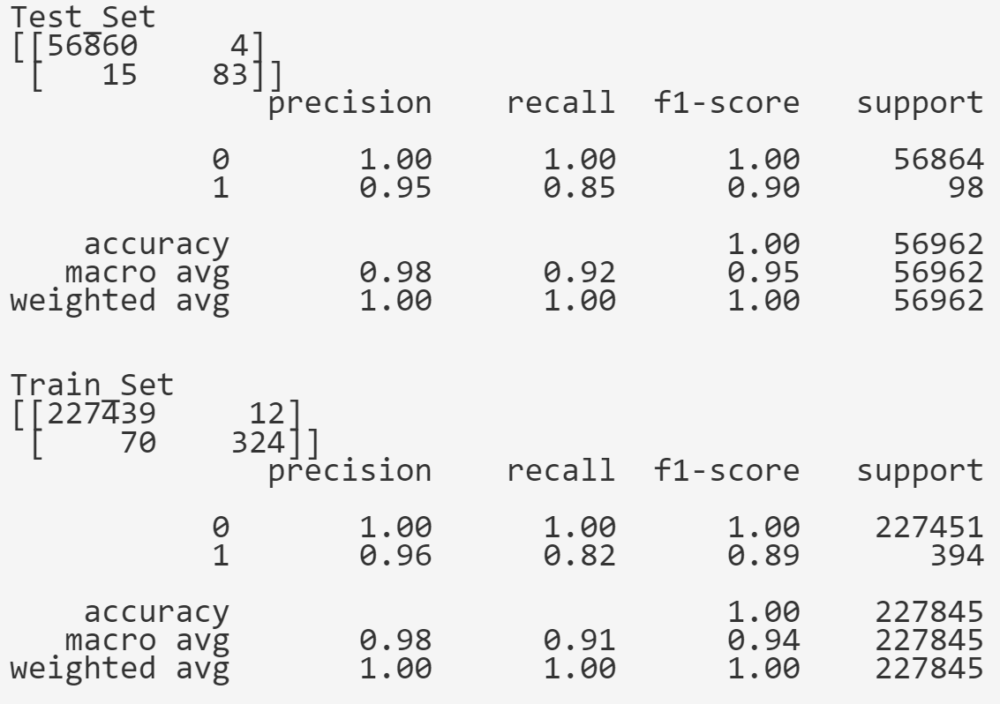 Test_Set
[[56860     4]
 [   15    83]]
              precision    recall  f1-score   support

           0       1.00      1.00      1.00     56864
           1       0.95      0.85      0.90        98

    accuracy                           1.00     56962
   macro avg       0.98      0.92      0.95     56962
weighted avg       1.00      1.00      1.00     56962

Train_Set
[[227439     12]
 [    70    324]]
              precision    recall  f1-score   support

           0       1.00      1.00      1.00    227451
           1       0.96      0.82      0.89       394

    accuracy                           1.00    227845
   macro avg       0.98      0.91      0.94    227845
weighted avg       1.00      1.00      1.00    227845